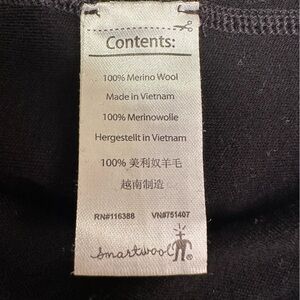 Contents:
100% Merino Wool
Made in Vietnam
100% Merinowolle
Hergestellt in Vietnam
100% 美利奴羊毛
越南制造
RN#116388 VN#751407
Smartwool ®